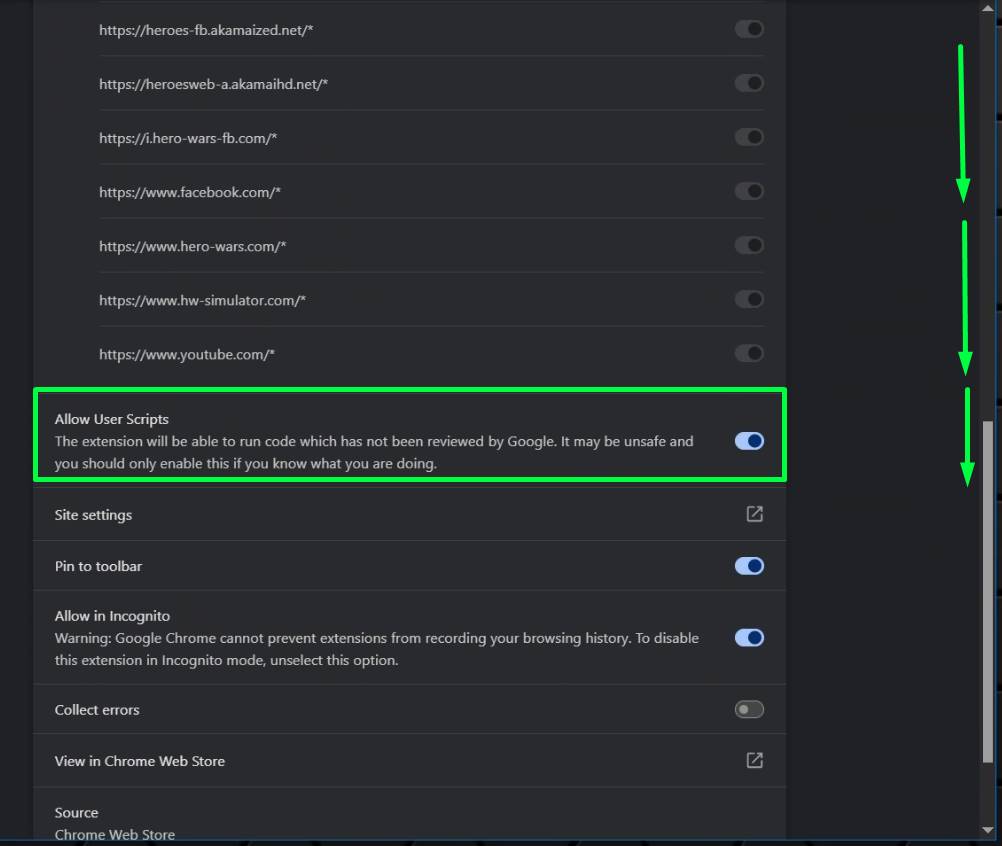 https://heroes-fb.akamaized.net/*
https://heroesweb-a.akamaihd.net/*
https://i.hero-wars-fb.com/*
https://www.facebook.com/*
https://www.hero-wars.com/*
https://www.hw-simulator.com/*
https://www.youtube.com/*
Allow User Scripts
The extension will be able to run code which has not been reviewed by Google. It may be unsafe and
you should only enable this if you know what you are doing.
Site settings
Pin to toolbar
Allow in Incognito
Warning: Google Chrome cannot prevent extensions from recording your browsing history. To disable
this extension in Incognito mode, unselect this option.
Collect errors
View in Chrome Web Store
Source
Chrome Web Store